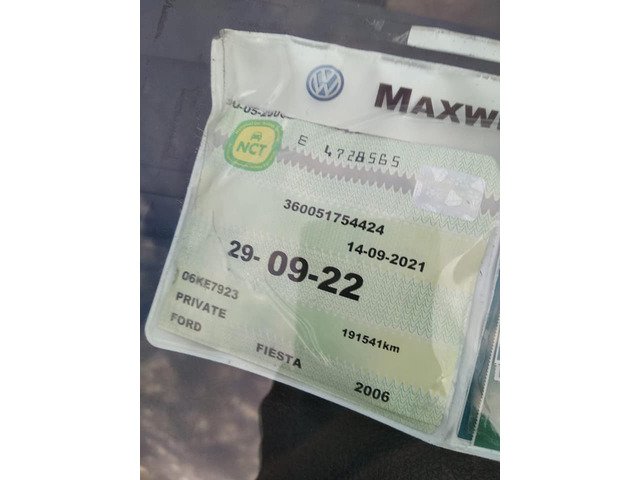 MAXW
NCT
E 4728565
360051754424
14-09-2021
29-09-22
06KE7923
PRIVATE
191541km
FORD
FIESTA
2006